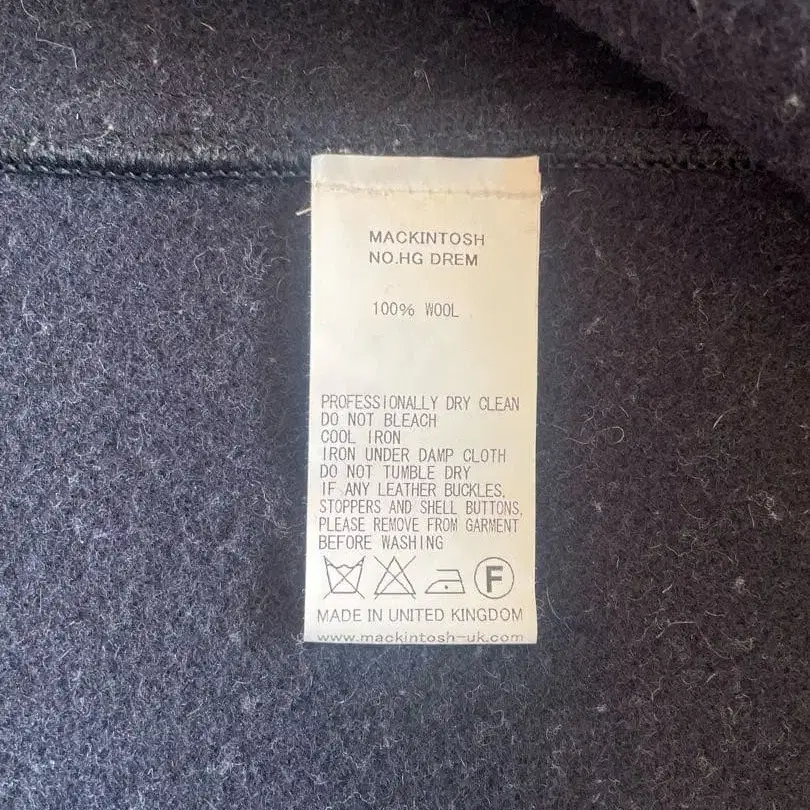 MACKINTOSH
NO.HG DREM
100% WOOL
PROFESSIONALLY DRY CLEAN
DO NOT BLEACH
COOL IRON
IRON UNDER DAMP CLOTH
DO NOT TUMBLE DRY
IF ANY LEATHER BUCKLES,
STOPPERS AND SHELL BUTTONS,
PLEASE REMOVE FROM GARMENT
BEFORE WASHING
F
MADE IN UNITED KINGDOM
www.mackintosh-uk.com